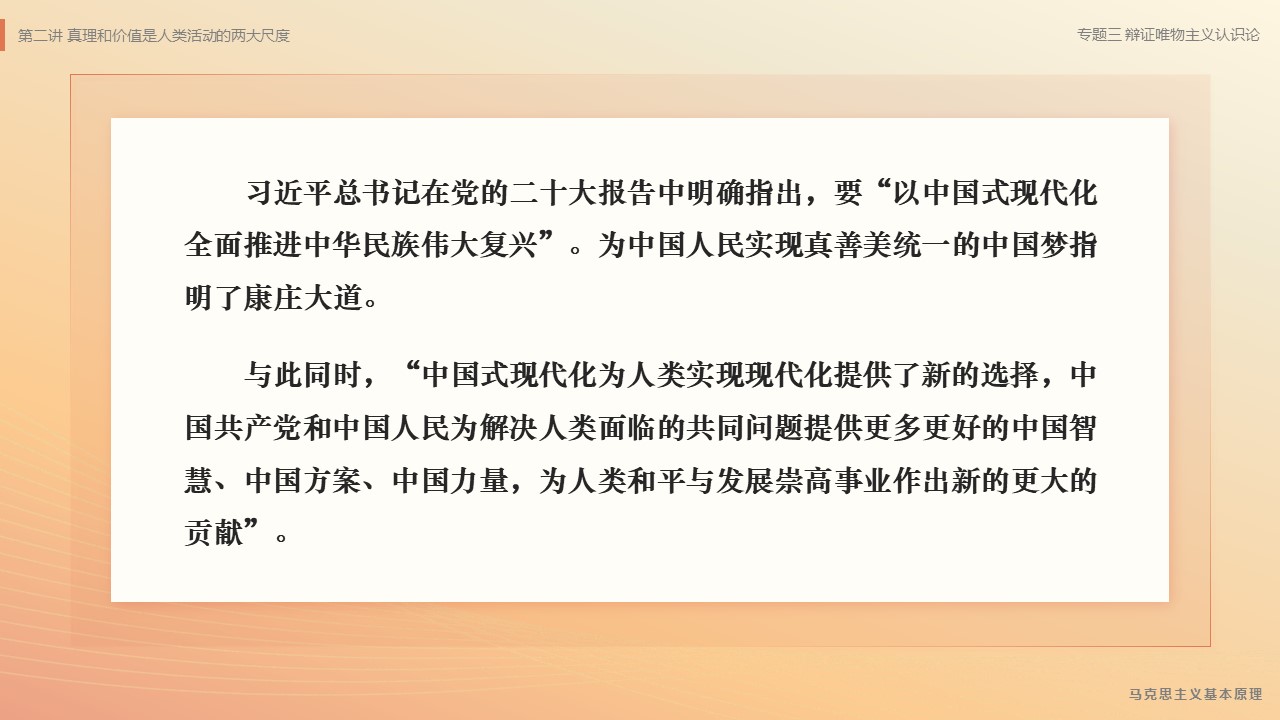 第二讲 真理和价值是人类活动的两大尺度
专题三 辩证唯物主义认识论
习近平总书记在党的二十大报告中明确指出，要“以中国式现代化
全面推进中华民族伟大复兴”。为中国人民实现真善美统一的中国梦指
明了康庄大道。
与此同时，“中国式现代化为人类实现现代化提供了新的选择，中
国共产党和中国人民为解决人类面临的共同问题提供更多更好的中国智
慧、中国方案、中国力量，为人类和平与发展崇高事业作出新的更大的
贡献”。
马克思主义基本原理